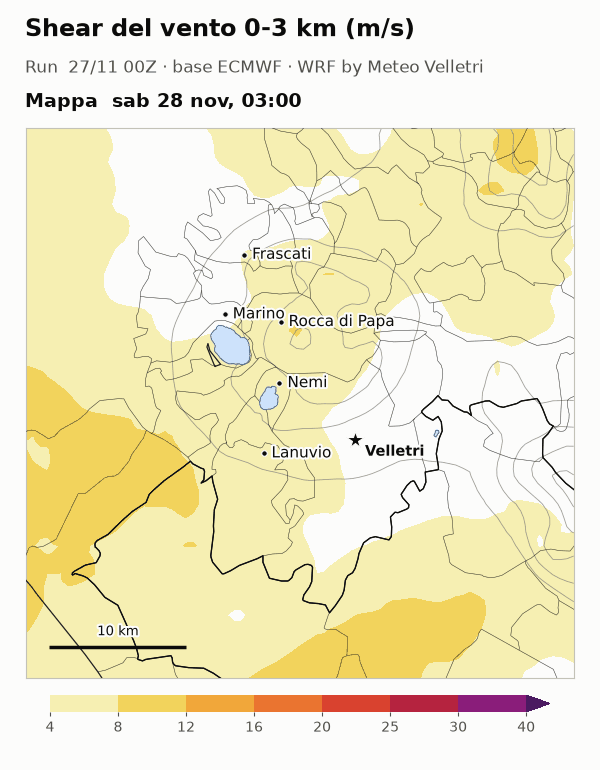 Shear del vento 0-3 km (m/s)
Run  27/11 00Z · base ECMWF · WRF by Meteo Velletri
Mappa  sab 28 nov, 03:00
Frascati
Marino
Rocca di Papa
Nemi
Velletri
Lanuvio
10 km
4 8 12 16 20 25 30 40